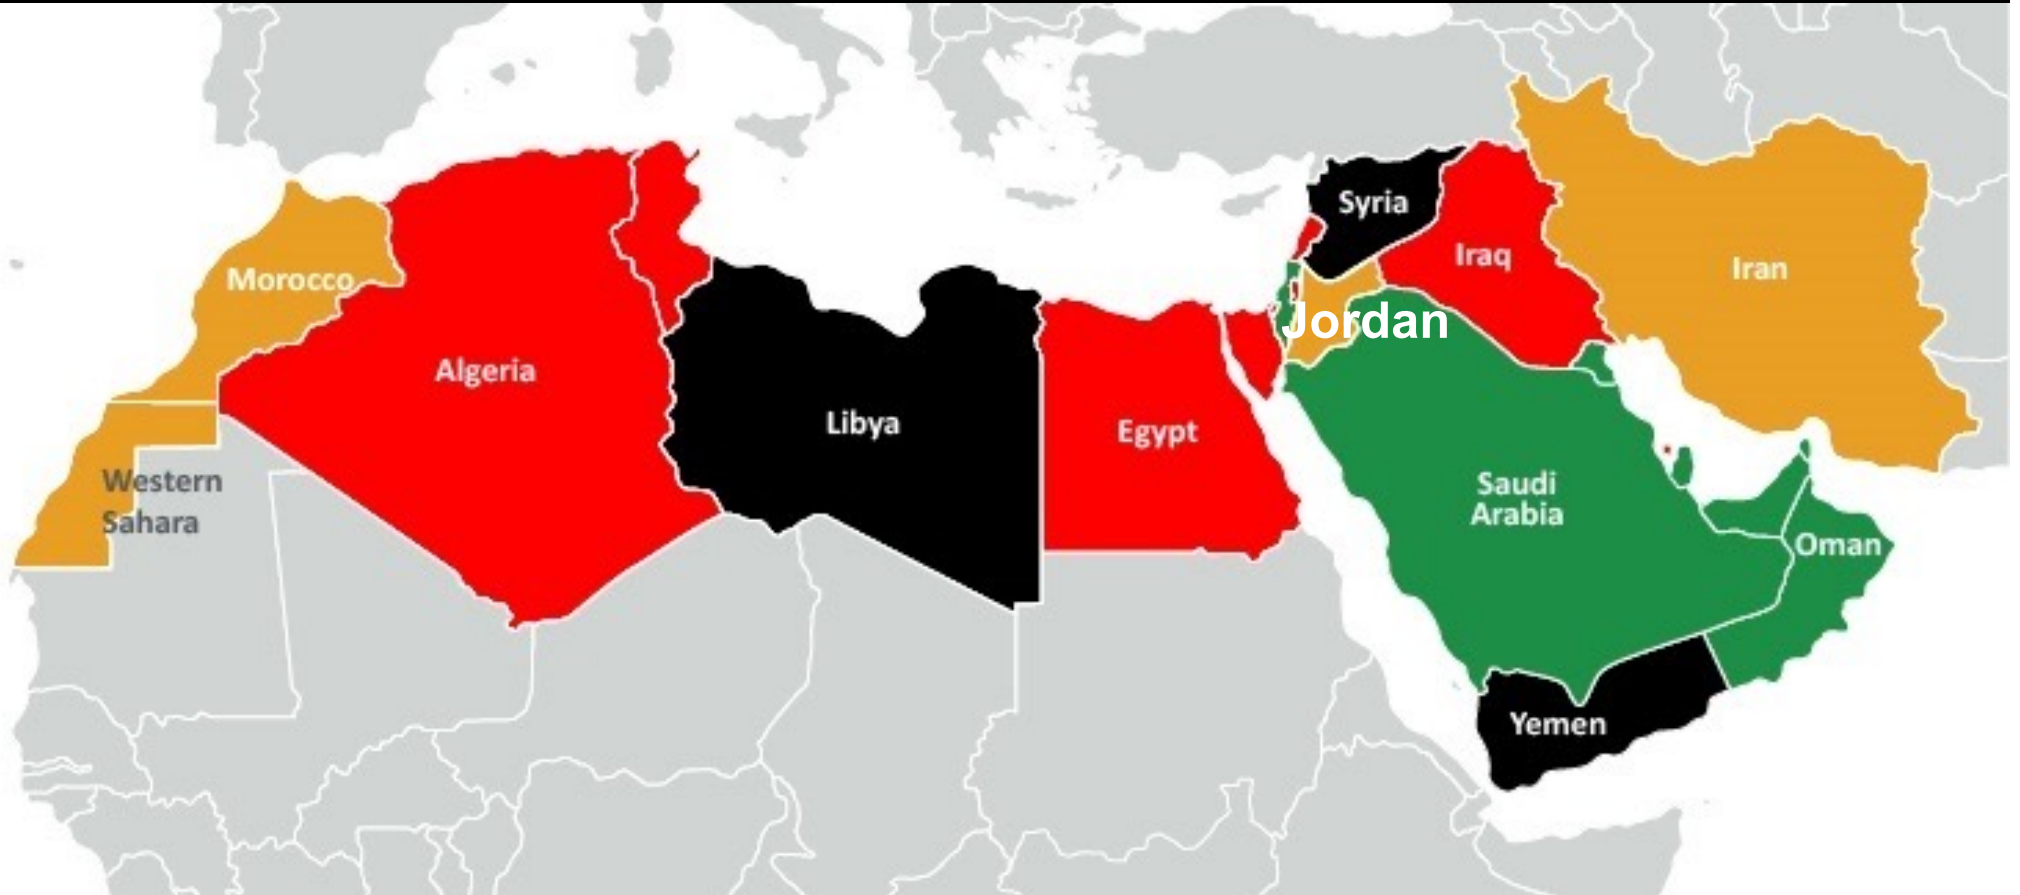 Syria
Iraq
Iran
Morocco
Jordan
Algeria
Libya
Egypt
Western
Sahara
Saudi
Arabia
Oman
Yemen